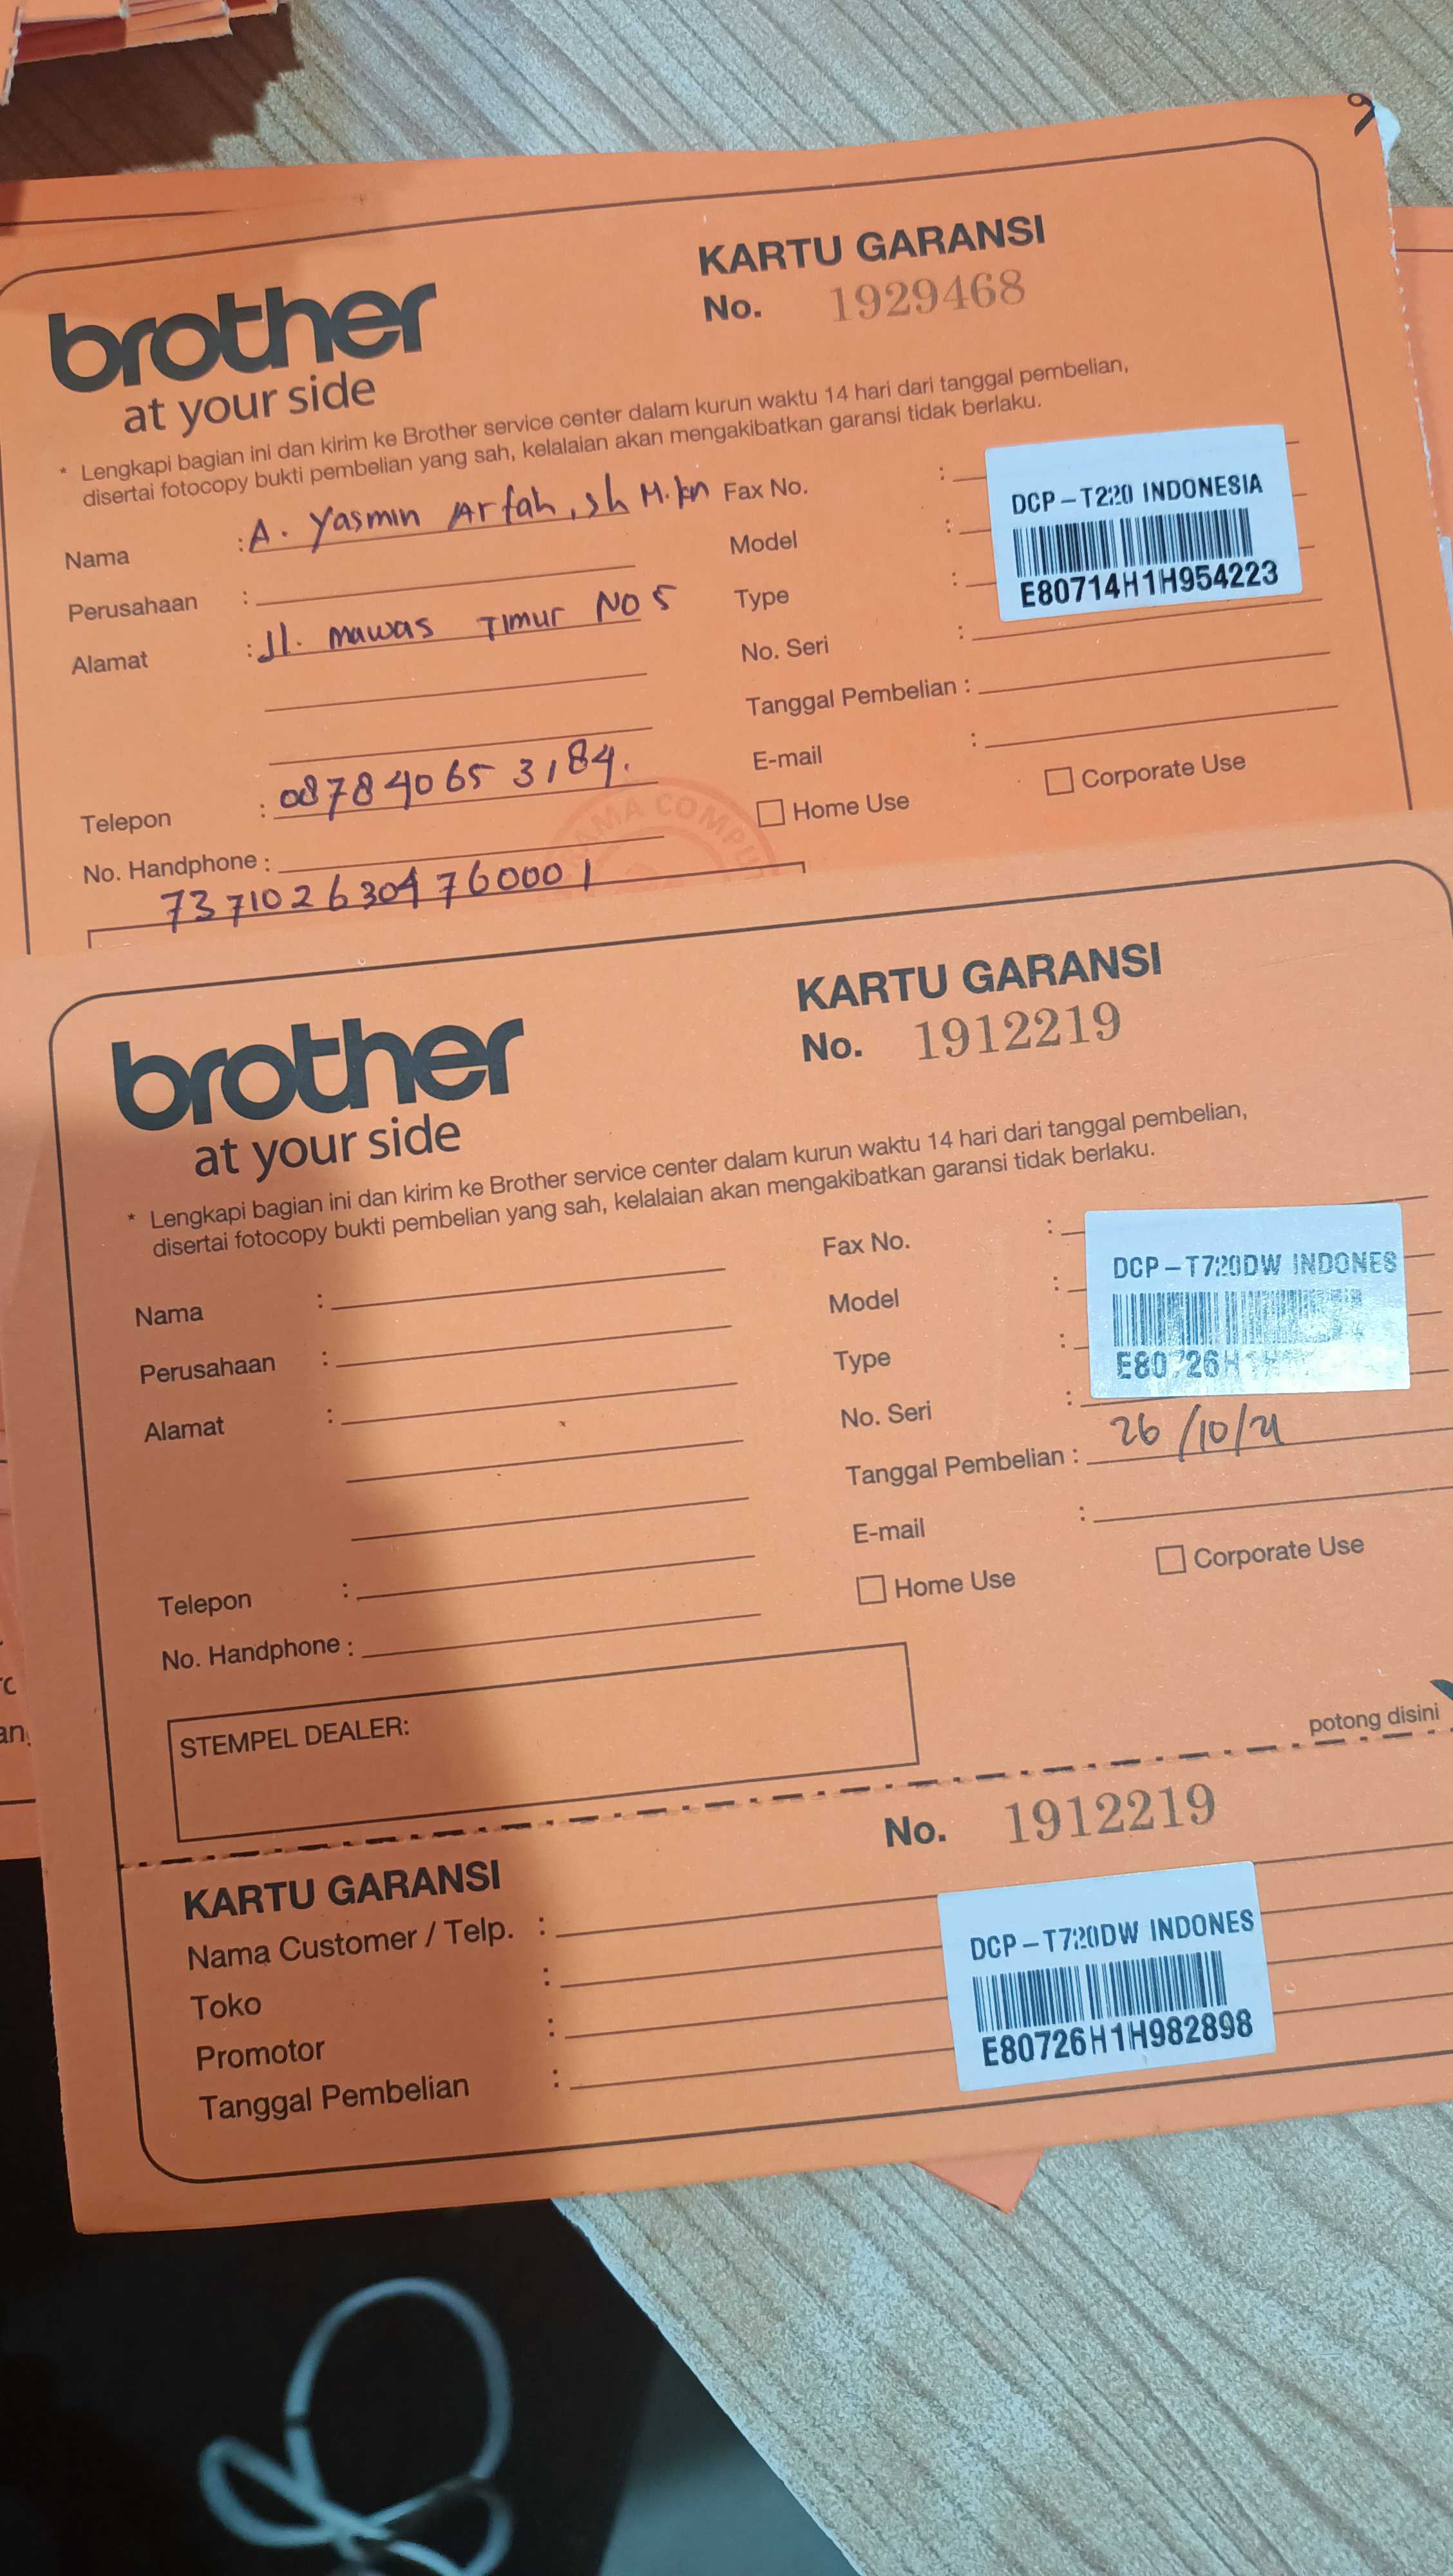 KARTU GARANSI
No. 1929468
brother
at your side
* Lengkapi bagian ini dan kirim ke Brother service center dalam kurun waktu 14 hari dari tanggal pembelian,
disertai fotocopy bukti pembelian yang sah, kelalaian akan mengakibatkan garansi tidak berlaku.
Nama : A. Yasmin Arfah, sh M.kn
Perusahaan :
Alamat : Jl. mawas Timur No 5
Telepon : 087840653184.
No. Handphone :
7371026304760001
Fax No. :
Model :
Type :
No. Seri :
Tanggal Pembelian :
E-mail :
Home Use
Corporate Use
DCP-T220 INDONESIA
E80714H1H954223
AMA COMPU
KARTU GARANSI
No. 1912219
brother
at your side
* Lengkapi bagian ini dan kirim ke Brother service center dalam kurun waktu 14 hari dari tanggal pembelian,
disertai fotocopy bukti pembelian yang sah, kelalaian akan mengakibatkan garansi tidak berlaku.
Nama :
Perusahaan :
Alamat :
Telepon :
No. Handphone :
Fax No. :
Model :
Type :
No. Seri :
Tanggal Pembelian : 26/10/21
E-mail :
Home Use
Corporate Use
DCP-T720DW INDONES
STEMPEL DEALER:
potong disini
No. 1912219
KARTU GARANSI
Nama Customer / Telp. :
Toko :
Promotor :
Tanggal Pembelian :
DCP-T720DW INDONES
E80726H1H982898